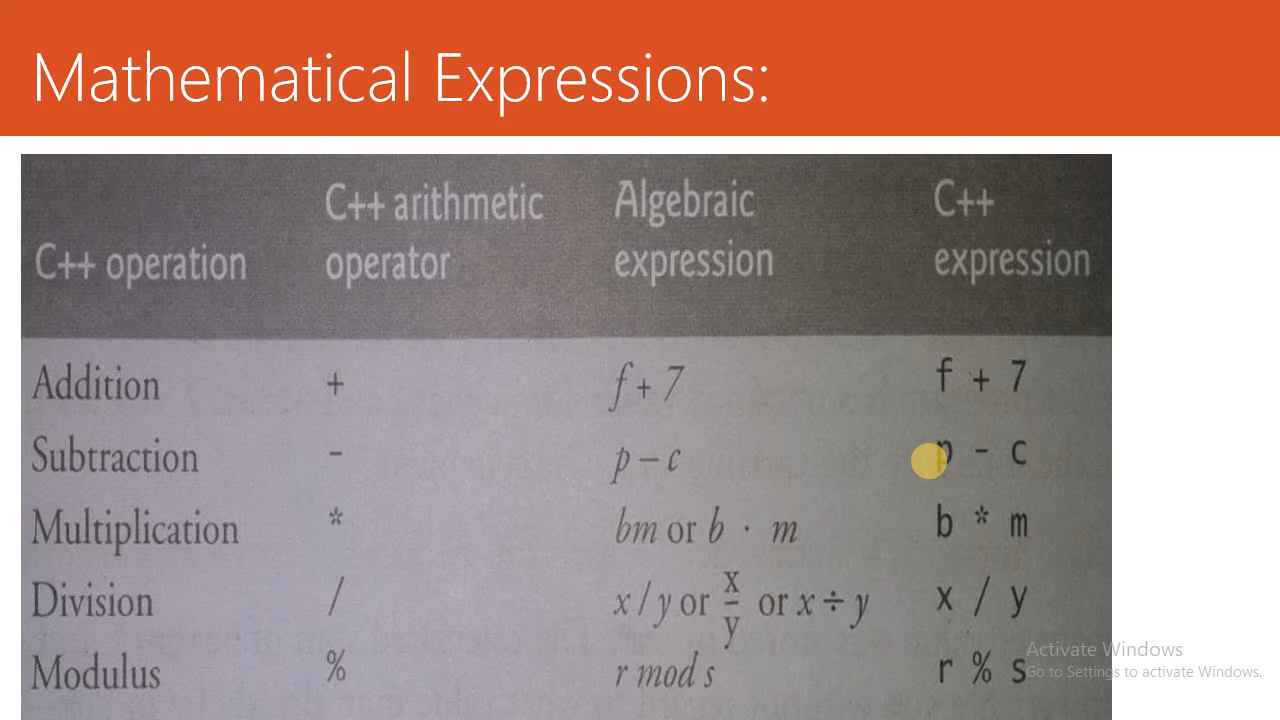 Mathematical Expressions:
C++ operation C++ arithmetic operator Algebraic expression C++ expression
Addition + f + 7 f + 7
Subtraction - p – c p - c
Multiplication * bm or b · m b * m
Division / x / y or x/y or x ÷ y x / y
Modulus % r mod s r % s
Activate Windows
Go to Settings to activate Windows.